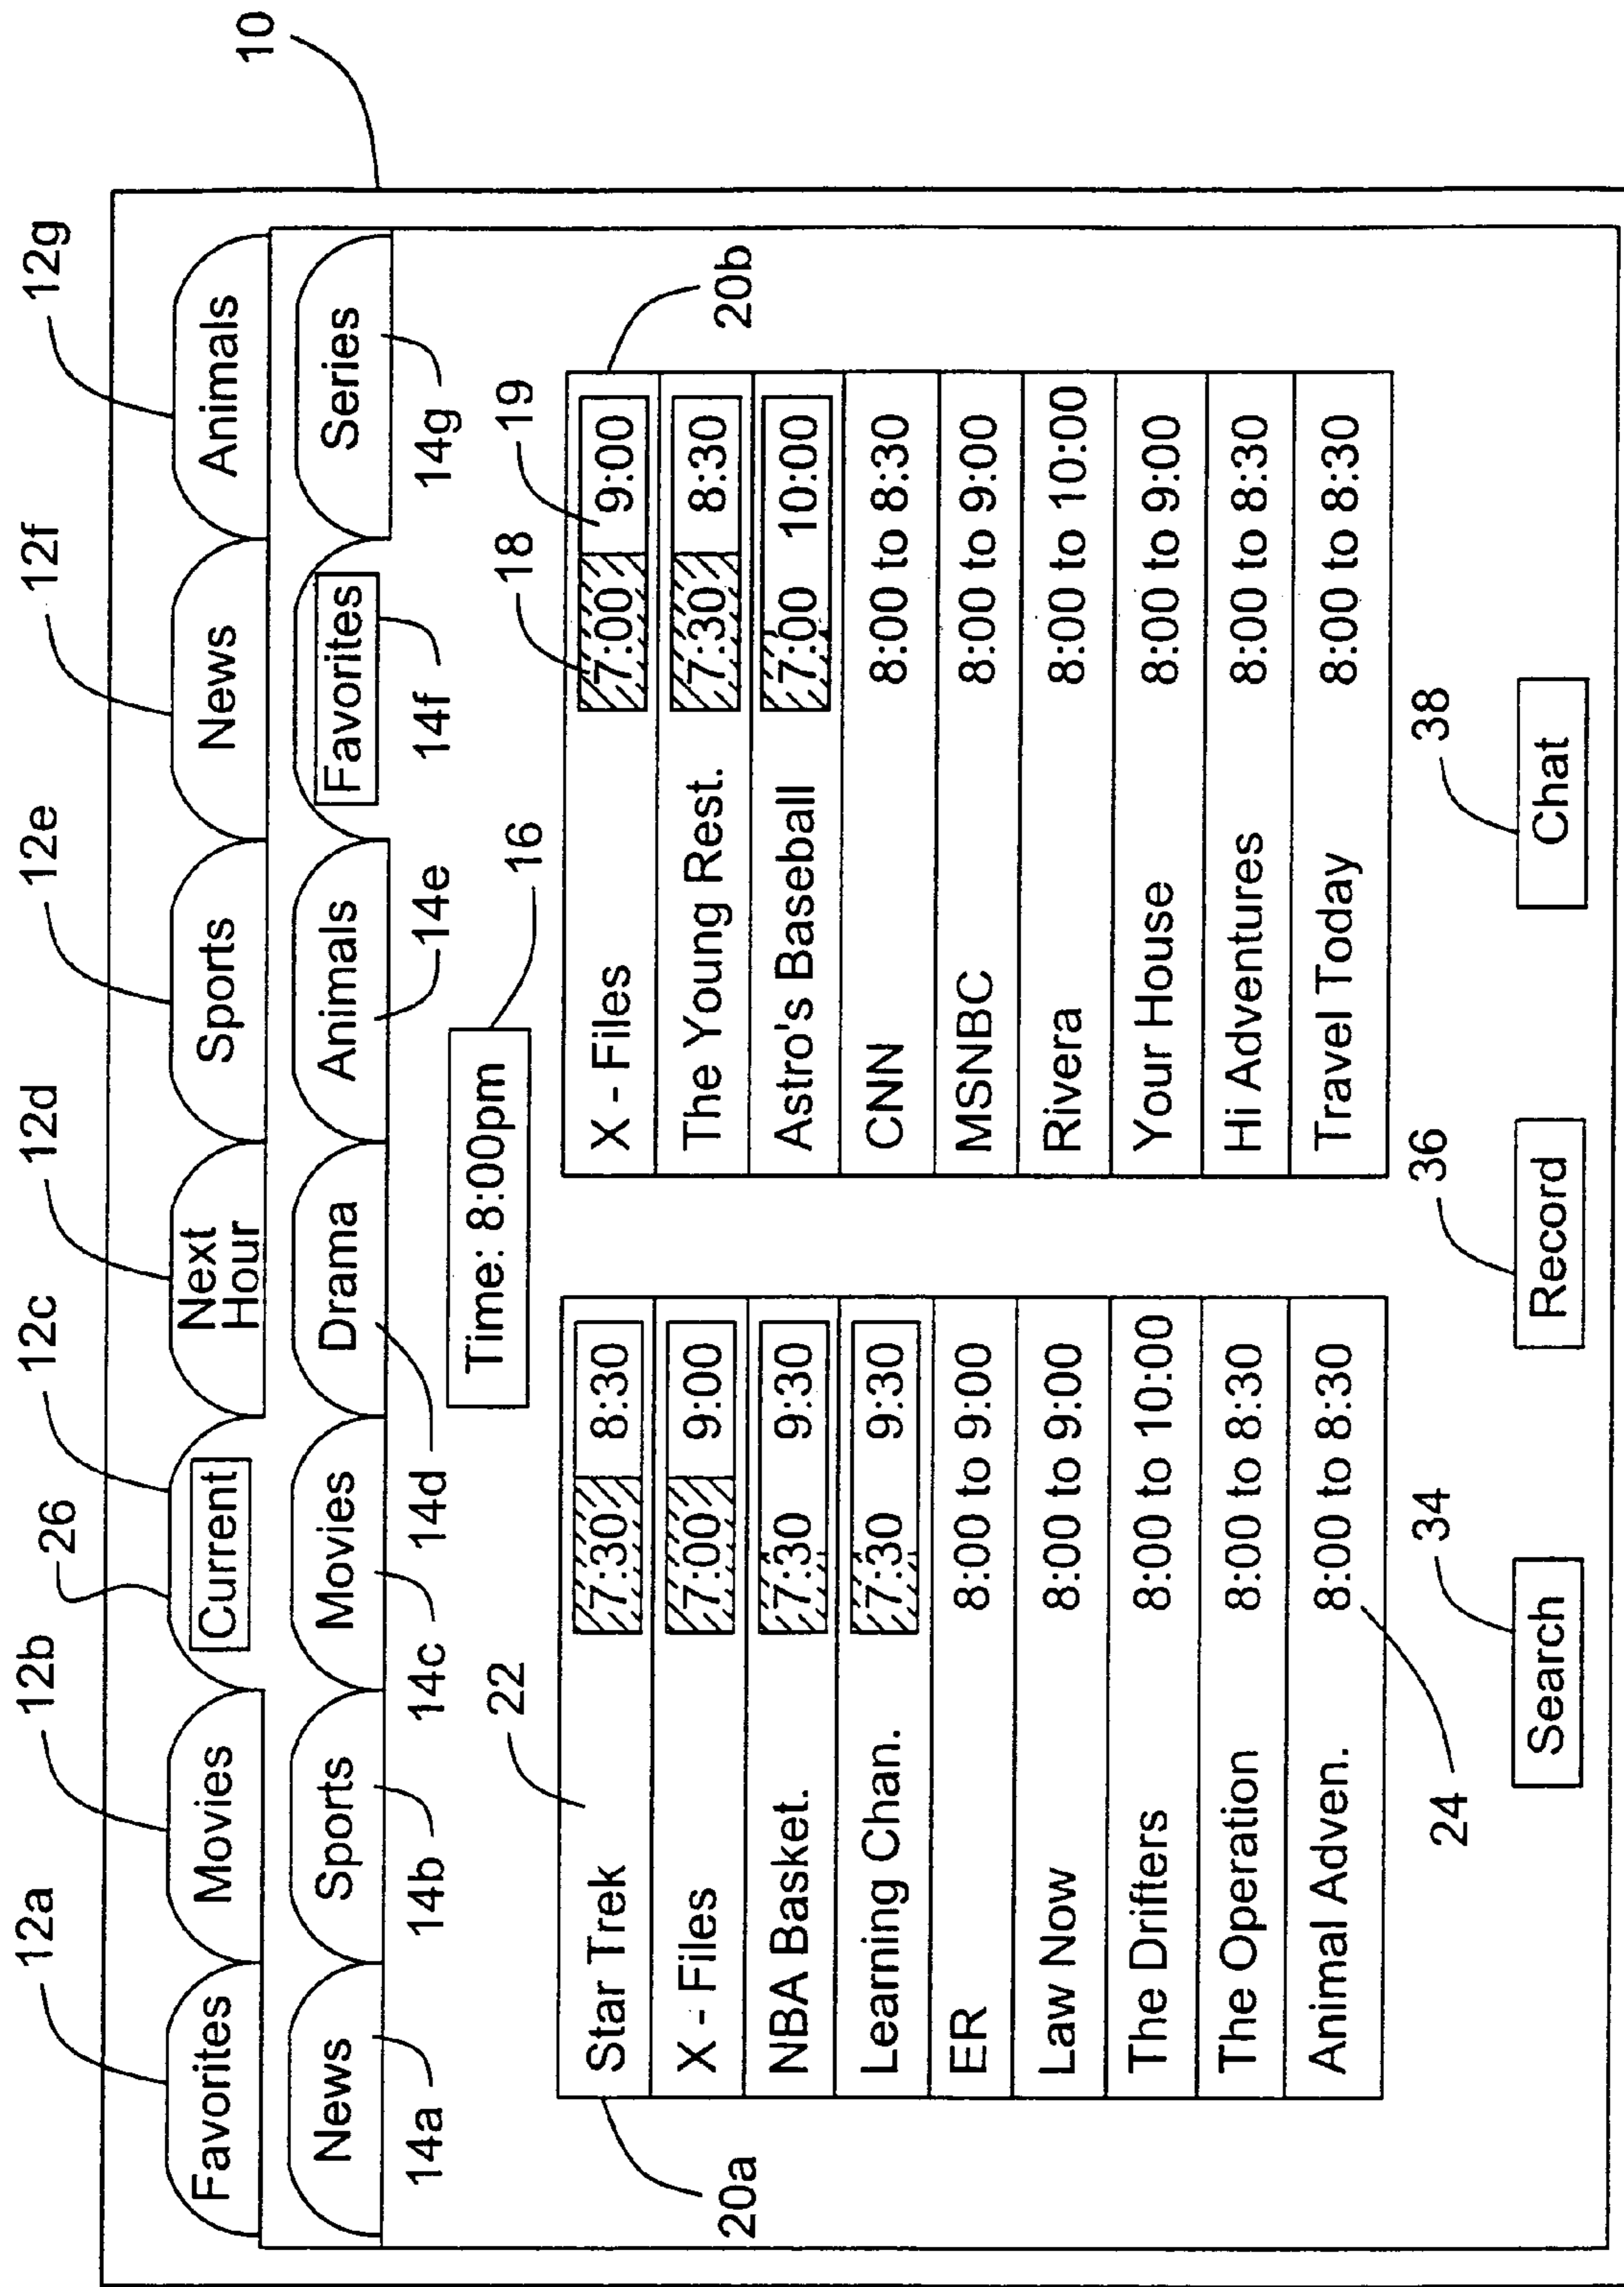 10
12a
12b
26
12c
12d
12e
12f
12g
Favorites
Movies
Current
Next
Hour
Sports
News
Animals
News
Sports
Movies
Drama
Animals
Favorites
Series
14a
14b
14c
14d
14e
14f
14g
Time: 8:00pm
16
22
18
19
20a
20b
Star Trek 7:30 8:30
X - Files 7:00 9:00
NBA Basket. 7:30 9:30
Learning Chan. 7:30 9:30
ER 8:00 to 9:00
Law Now 8:00 to 9:00
The Drifters 8:00 to 10:00
The Operation 8:00 to 8:30
Animal Adven. 8:00 to 8:30
X - Files 7:00 9:00
The Young Rest. 7:30 8:30
Astro's Baseball 7:00 10:00
CNN 8:00 to 8:30
MSNBC 8:00 to 9:00
Rivera 8:00 to 10:00
Your House 8:00 to 9:00
Hi Adventures 8:00 to 8:30
Travel Today 8:00 to 8:30
24
34
36
38
Search
Record
Chat